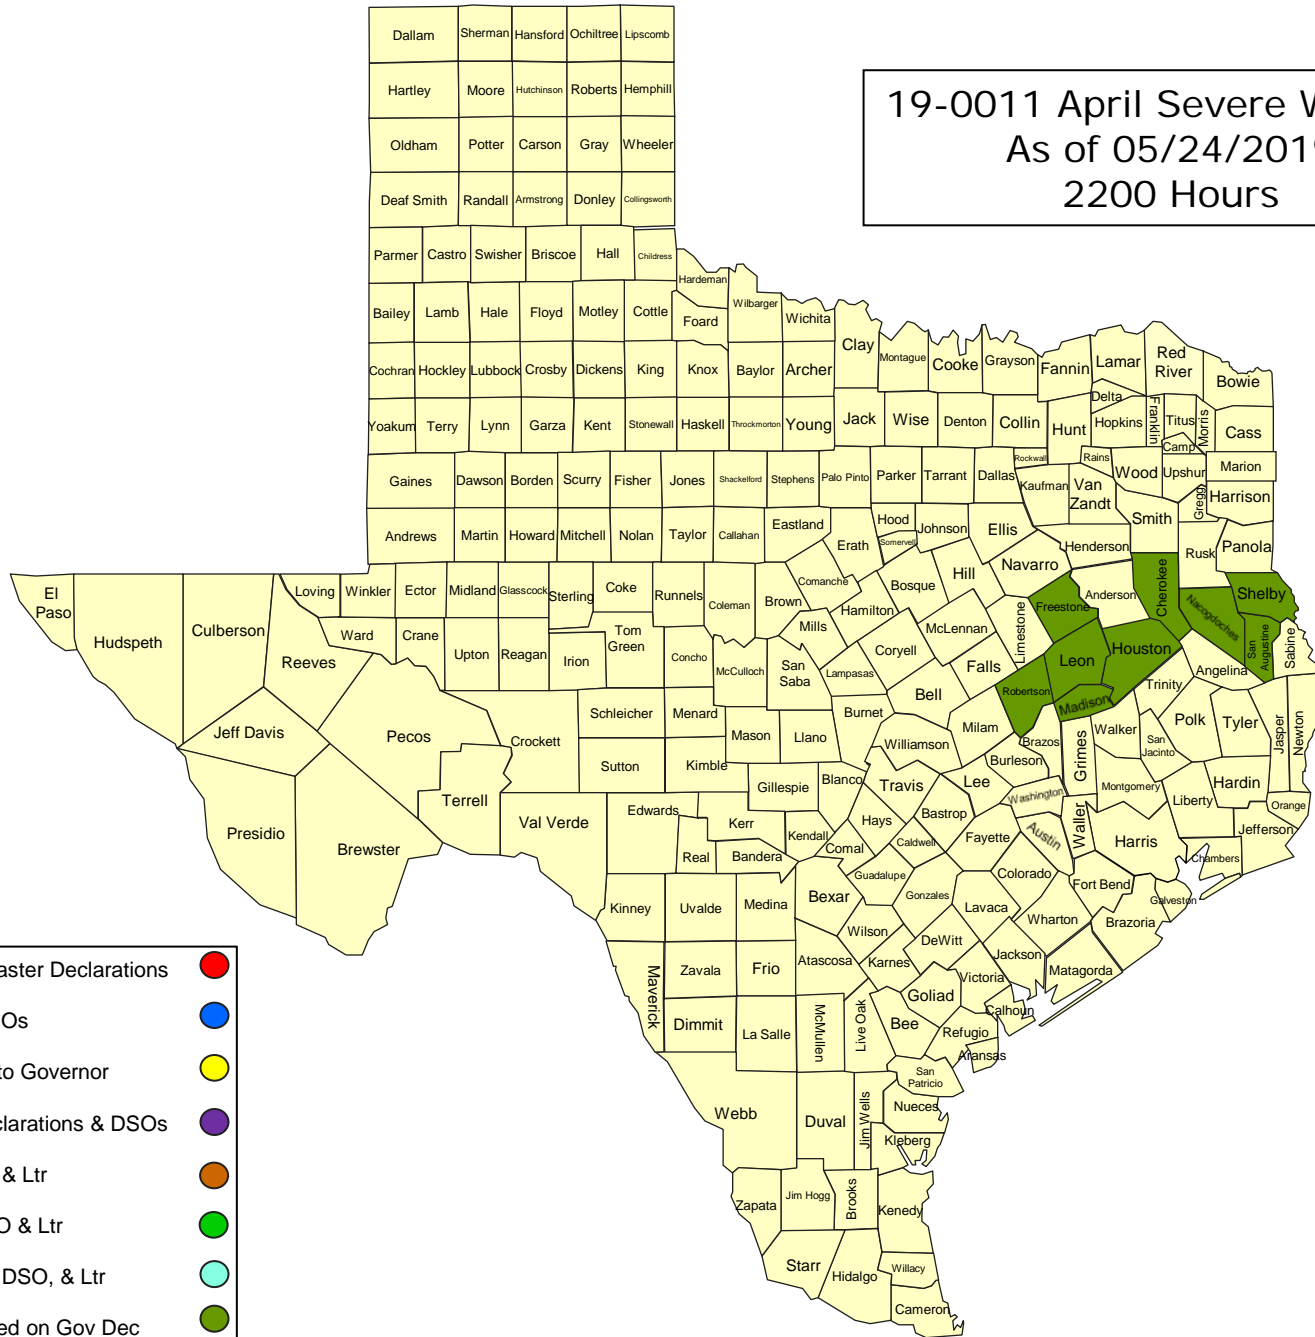 Dallam Sherman Hansford Ochiltree Lipscomb
Hartley Moore Hutchinson Roberts Hemphill
19-0011 April Severe W
As of 05/24/201
2200 Hours
Oldham Potter Carson Gray Wheeler
Deaf Smith Randall Armstrong Donley Collingsworth
Parmer Castro Swisher Briscoe Hall Childress
Hardeman
Bailey Lamb Hale Floyd Motley Cottle Foard Wilbarger Wichita
Clay Montague Cooke Grayson Fannin Lamar Red
River Bowie
Cochran Hockley Lubbock Crosby Dickens King Knox Baylor Archer
Delta
Yoakum Terry Lynn Garza Kent Stonewall Haskell Throckmorton Young Jack Wise Denton Collin Hunt Hopkins Franklin Titus Morris Cass
Camp
Rockwall Rains
Gaines Dawson Borden Scurry Fisher Jones Shackelford Stephens Palo Pinto Parker Tarrant Dallas Kaufman Van
Zandt Wood Upshur Marion
Gregg Harrison
Andrews Martin Howard Mitchell Nolan Taylor Callahan Eastland Erath Hood Somervell Johnson Ellis Henderson Smith Rusk Panola
El
Paso Hudspeth Culberson Loving Winkler Ector Midland Glasscock Sterling Coke Runnels Coleman Brown Comanche Hamilton Bosque Hill Navarro Freestone Anderson Cherokee Nacogdoches Shelby
Reeves Ward Crane Upton Reagan Irion Tom
Green Concho McCulloch San
Saba Mills Lampasas Coryell McLennan Limestone Falls Leon Houston Angelina San
Augustine Sabine
Jeff Davis Pecos Crockett Schleicher Menard Mason Llano Burnet Bell Milam Robertson Madison Trinity
Williamson Brazos Grimes Walker San
Jacinto Polk Tyler Jasper Newton
Presidio Brewster Terrell Val Verde Sutton Kimble Gillespie Blanco Travis Lee Burleson Washington Montgomery Liberty Hardin Orange
Edwards Kerr Kendall Hays Bastrop Caldwell Fayette Austin Waller Harris Jefferson Chambers
Real Bandera Comal Guadalupe Gonzales Colorado Fort Bend Galveston
Kinney Uvalde Medina Bexar Wilson Lavaca Wharton Brazoria
Maverick Zavala Frio Atascosa Karnes DeWitt Jackson Matagorda
Dimmit La Salle McMullen Live Oak Goliad Victoria Calhoun
Bee Refugio Aransas
Webb Duval Jim Wells San
Patricio Nueces
Kleberg
Zapata Jim Hogg Brooks Kenedy
Starr Hidalgo Willacy
Cameron
aster Declarations
Os
to Governor
clarations & DSOs
& Ltr
O & Ltr
DSO, & Ltr
ed on Gov Dec